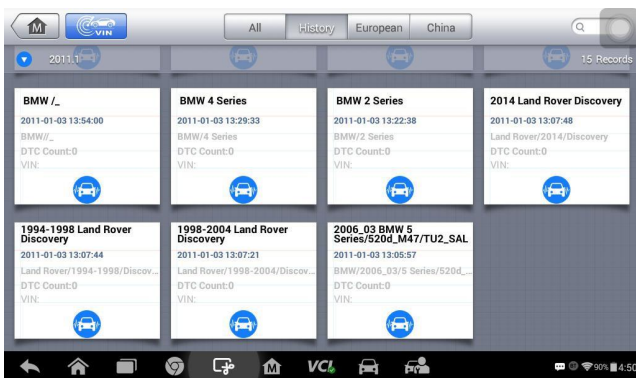 M
VIN
All
History
European
China
2011.1
15 Records
BMW /_
2011-01-03 13:54:00
BMW//_
DTC Count:0
VIN:
BMW 4 Series
2011-01-03 13:29:33
BMW/4 Series
DTC Count:0
VIN:
BMW 2 Series
2011-01-03 13:22:38
BMW/2 Series
DTC Count:0
VIN:
2014 Land Rover Discovery
2011-01-03 13:07:48
Land Rover/2014/Discovery
DTC Count:0
VIN:
1994-1998 Land Rover
Discovery
2011-01-03 13:07:44
Land Rover/1994-1998/Discov...
DTC Count:0
VIN:
1998-2004 Land Rover
Discovery
2011-01-03 13:07:21
Land Rover/1998-2004/Discov...
DTC Count:0
VIN:
2006_03 BMW 5
Series/520d_M47/TU2_SAL
2011-01-03 13:05:57
BMW/2006_03/5 Series/520d_...
DTC Count:0
VIN:
M
VCI
90%
4:50